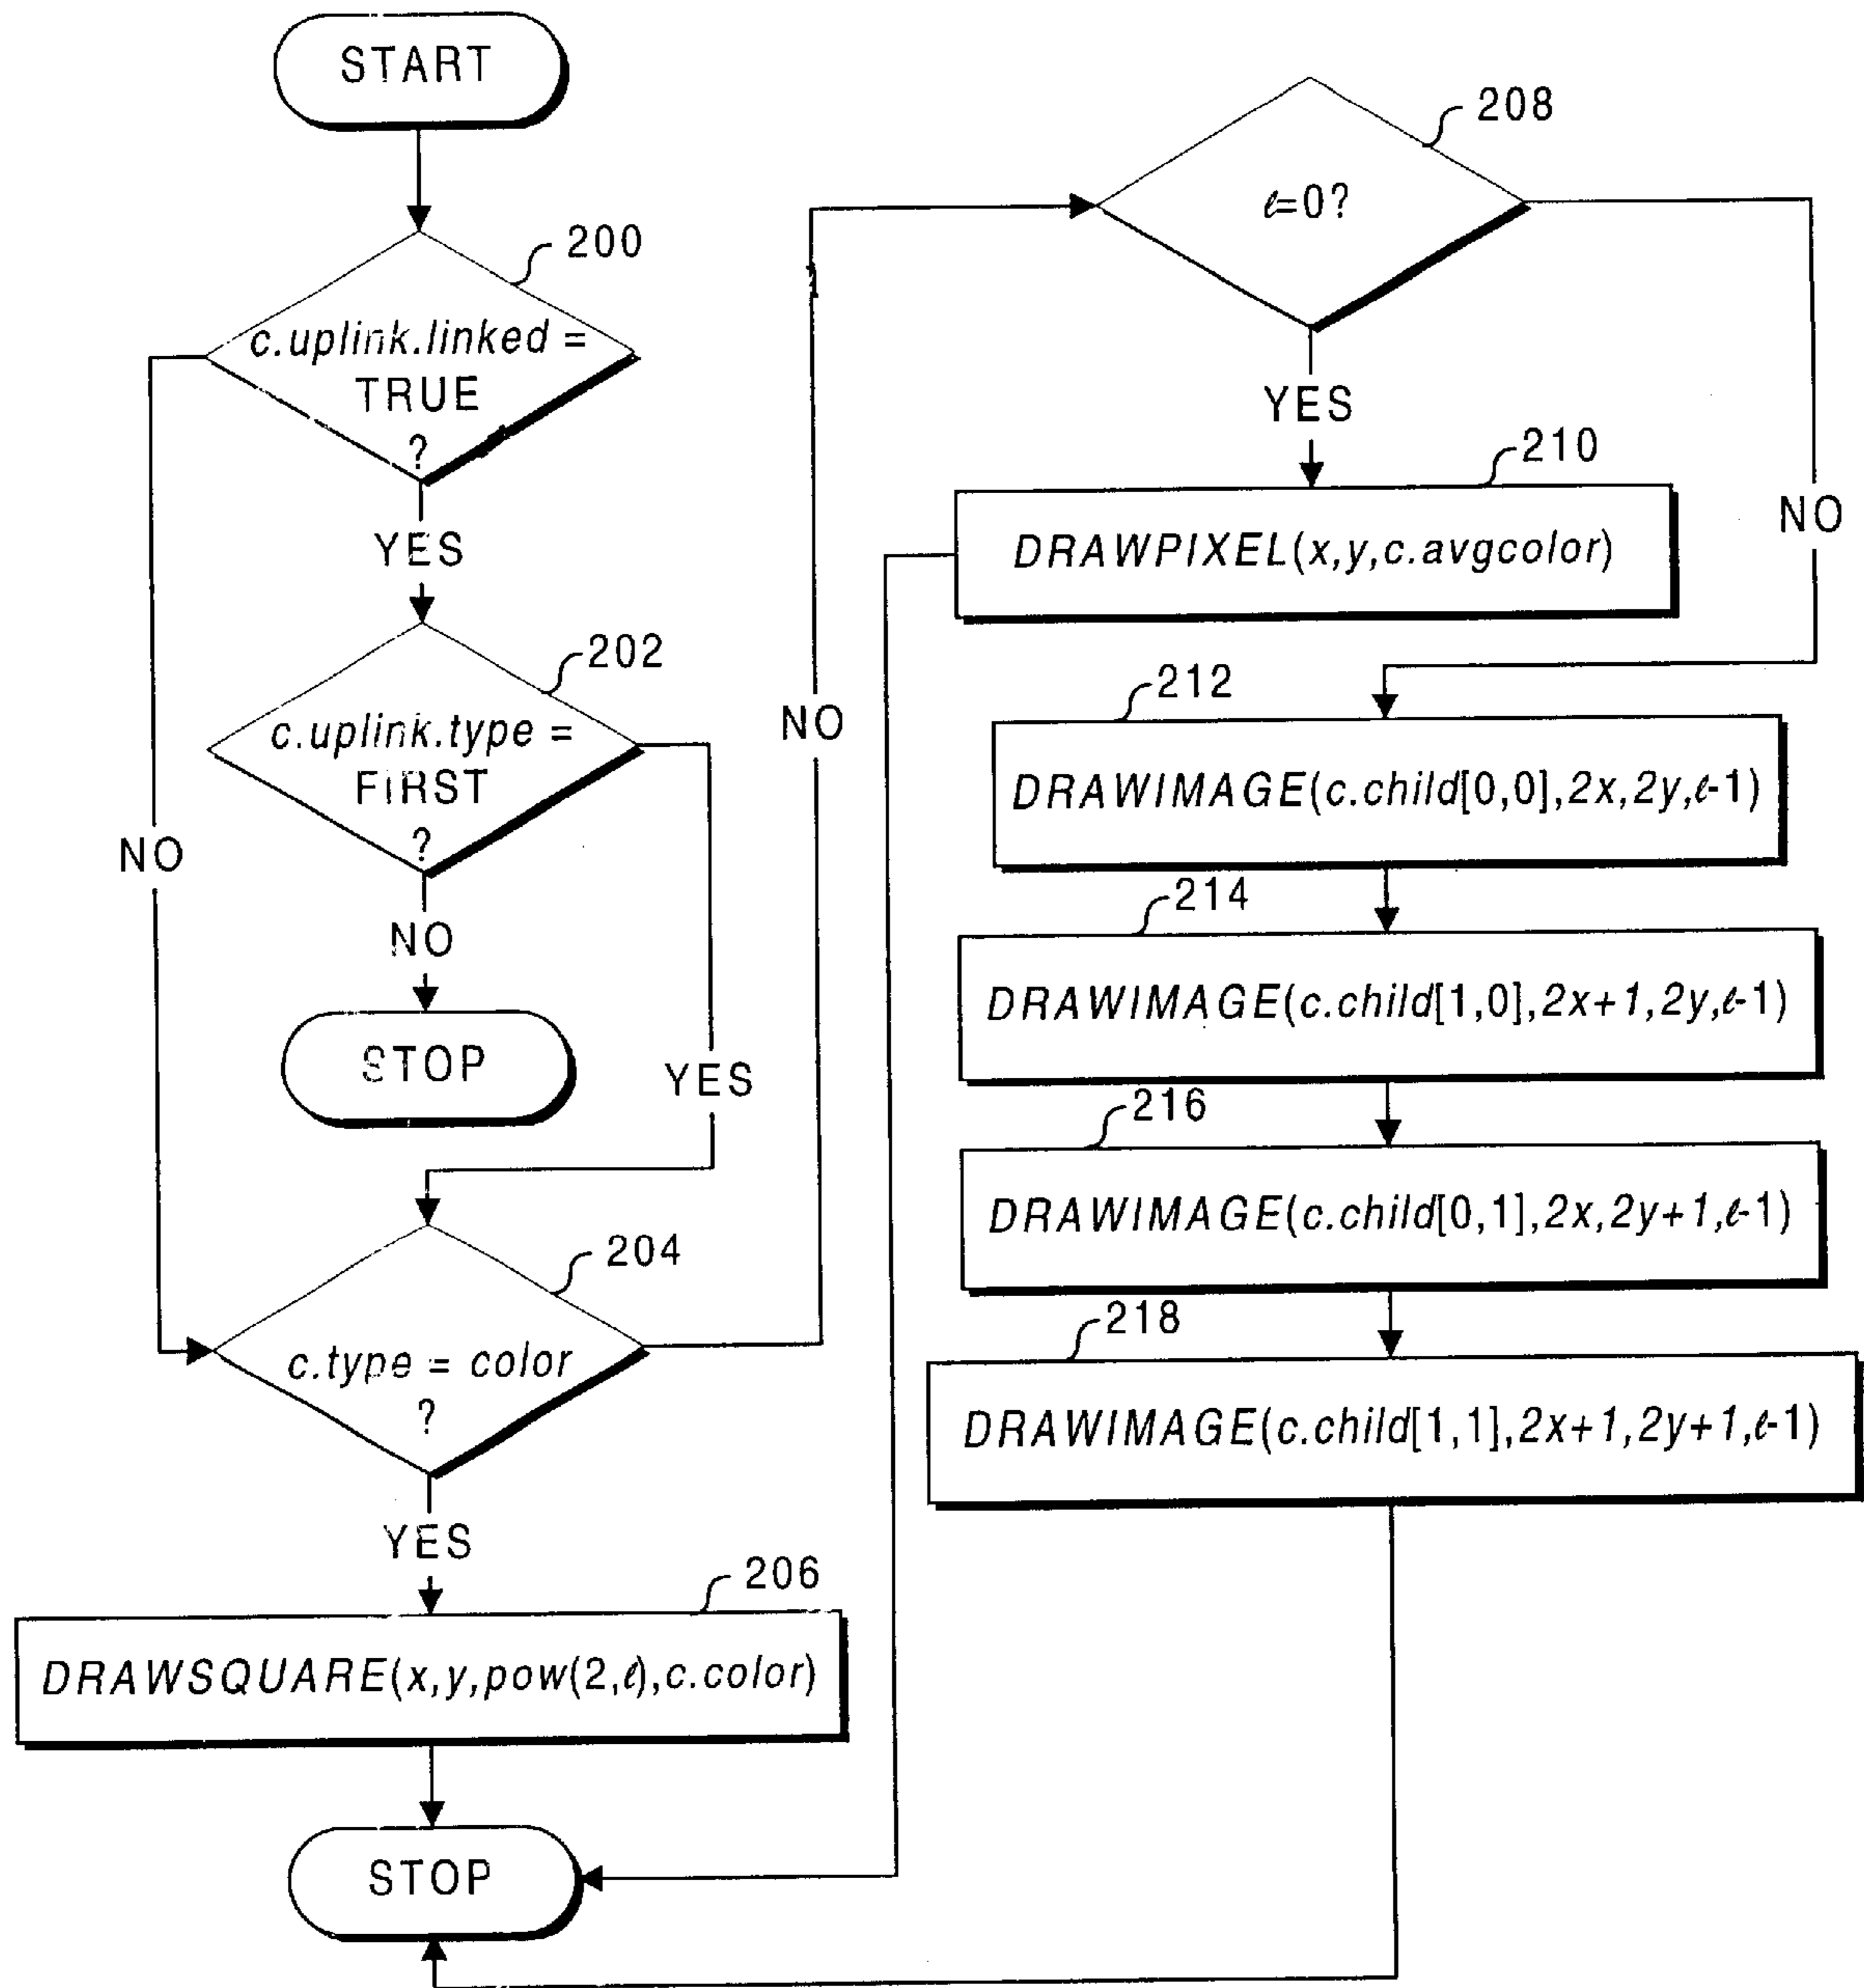 START
200
c.uplink.linked =
TRUE
?
YES
NO
202
c.uplink.type =
FIRST
?
NO
STOP
YES
204
c.type = color
?
YES
NO
206
DRAWSQUARE(x,y,pow(2,ℓ),c.color)
STOP
208
ℓ=0?
YES
NO
210
DRAWPIXEL(x,y,c.avgcolor)
212
DRAWIMAGE(c.child[0,0],2x,2y,ℓ-1)
214
DRAWIMAGE(c.child[1,0],2x+1,2y,ℓ-1)
216
DRAWIMAGE(c.child[0,1],2x,2y+1,ℓ-1)
218
DRAWIMAGE(c.child[1,1],2x+1,2y+1,ℓ-1)